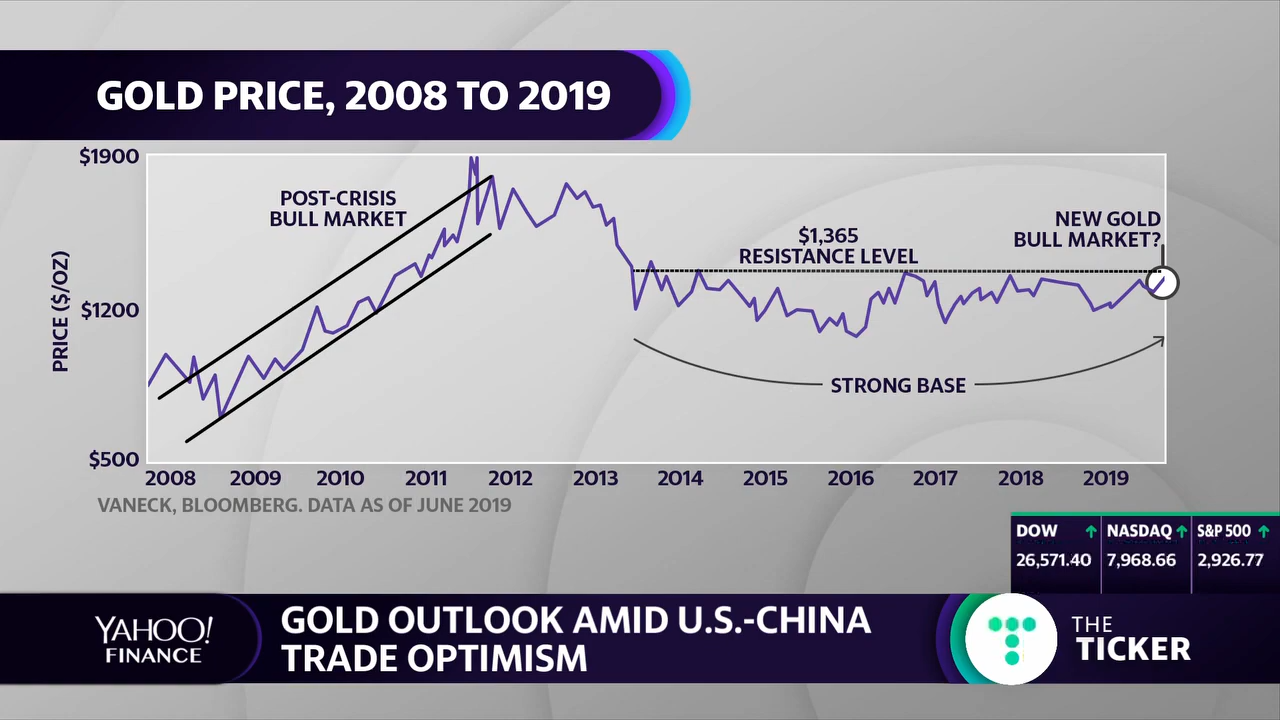 GOLD PRICE, 2008 TO 2019
$1900
$1200
$500
PRICE ($/OZ)
POST-CRISIS
BULL MARKET
$1,365
RESISTANCE LEVEL
NEW GOLD
BULL MARKET?
STRONG BASE
2008 2009 2010 2011 2012 2013 2014 2015 2016 2017 2018 2019
VANECK, BLOOMBERG. DATA AS OF JUNE 2019
DOW NASDAQ S&P 500
26,571.40 7,968.66 2,926.77
YAHOO!
FINANCE
GOLD OUTLOOK AMID U.S.-CHINA
TRADE OPTIMISM
THE
TICKER